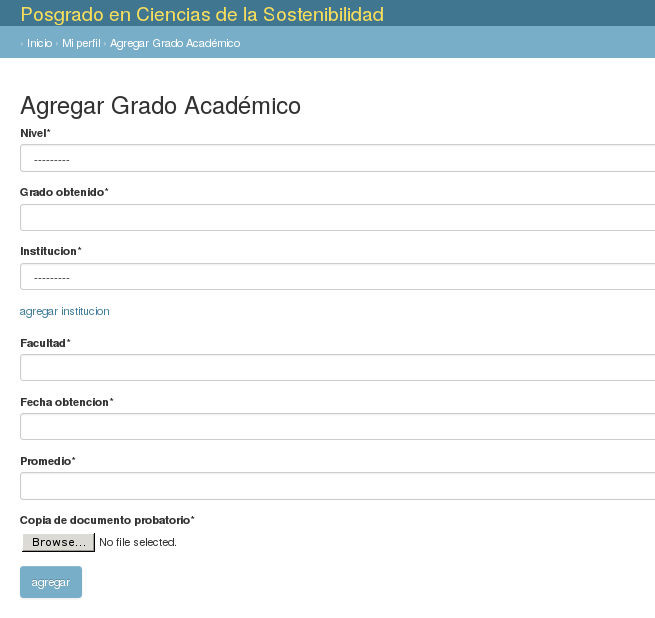 Posgrado en Ciencias de la Sostenibilidad
› Inicio › Mi perfil › Agregar Grado Académico
Agregar Grado Académico
Nivel*
---------
Grado obtenido*
Institucion*
---------
agregar institucion
Facultad*
Fecha obtencion*
Promedio*
Copia de documento probatorio*
Browse... No file selected.
agregar